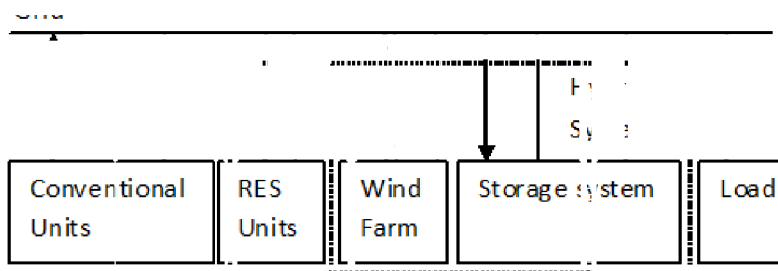 Conventional
Units
RES
Units
Wind
Farm
Storage system
Load